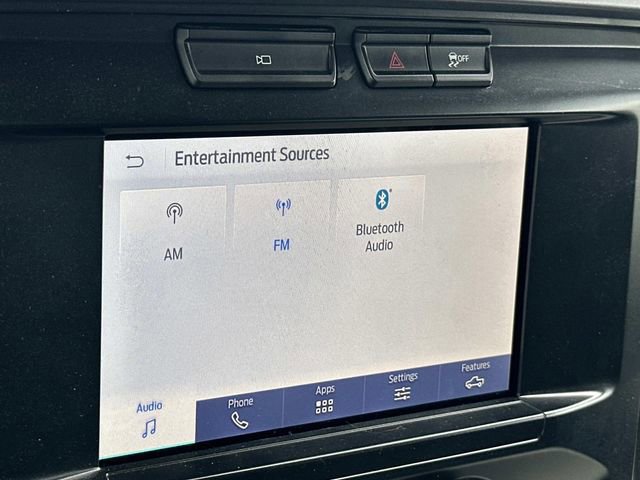 OFF
Entertainment Sources
AM
FM
Bluetooth
Audio
Audio
Phone
Apps
Settings
Features